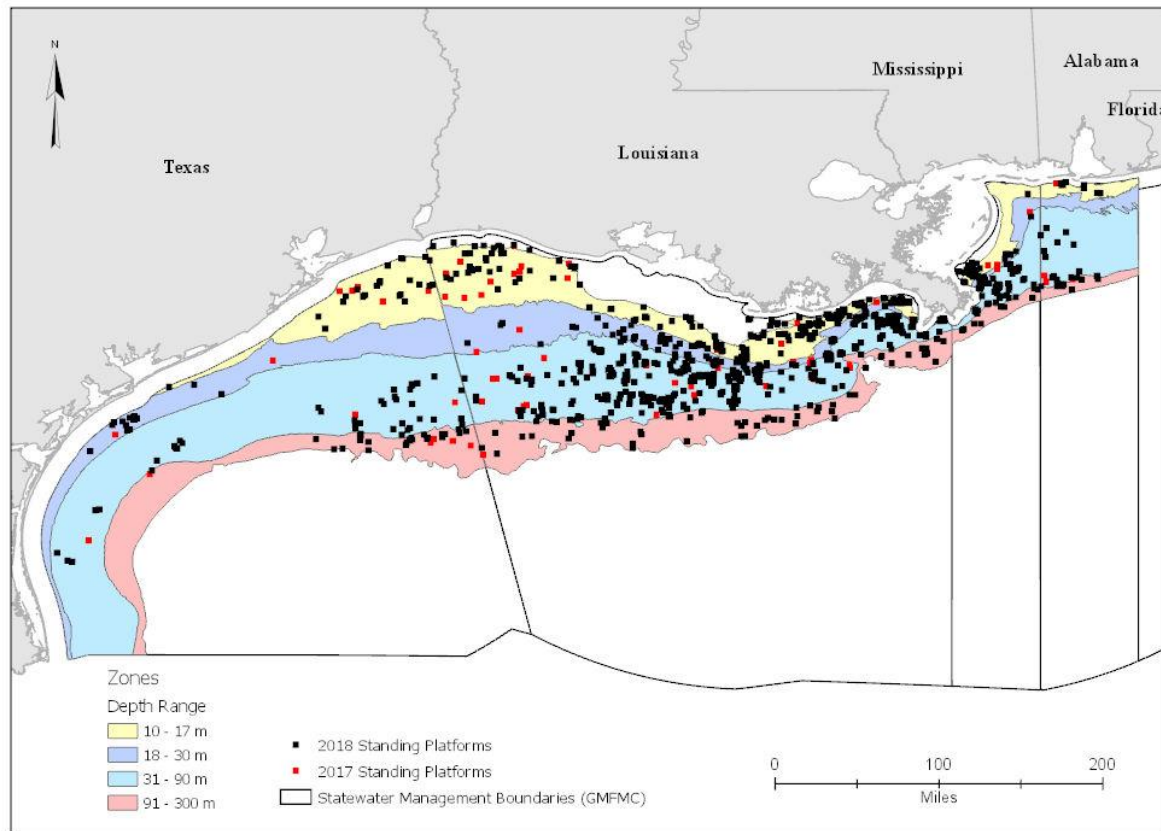 N
Mississippi
Alabama
Florida
Texas
Louisiana
Zones
Depth Range
10 - 17 m
18 - 30 m
31 - 90 m
91 - 300 m
2018 Standing Platforms
2017 Standing Platforms
Statewater Management Boundaries (GMFMC)
0 100 200
Miles